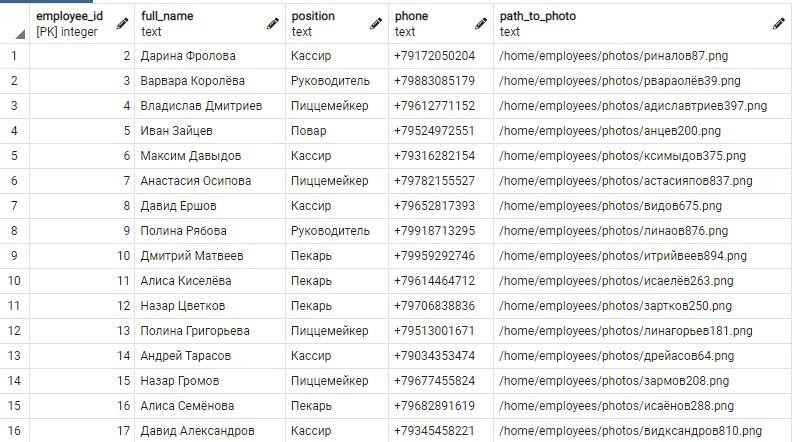 employee_id full_name position phone path_to_photo
[PK] integer text text text text
1 2 Дарина Фролова Кассир +79172050204 /home/employees/photos/риналов87.png
2 3 Варвара Королёва Руководитель +79883085179 /home/employees/photos/рвараолёв39.png
3 4 Владислав Дмитриев Пиццемейкер +79612771152 /home/employees/photos/адиславтриев397.png
4 5 Иван Зайцев Повар +79524972551 /home/employees/photos/анцев200.png
5 6 Максим Давыдов Кассир +79316282154 /home/employees/photos/ксимыдов375.png
6 7 Анастасия Осипова Пиццемейкер +79782155527 /home/employees/photos/астасияпов837.png
7 8 Давид Ершов Кассир +79652817393 /home/employees/photos/видов675.png
8 9 Полина Рябова Руководитель +79918713295 /home/employees/photos/линаов876.png
9 10 Дмитрий Матвеев Пекарь +79959292746 /home/employees/photos/итрийвеев894.png
10 11 Алиса Киселёва Пекарь +79614464712 /home/employees/photos/исаелёв263.png
11 12 Назар Цветков Пекарь +79706838836 /home/employees/photos/зартков250.png
12 13 Полина Григорьева Пиццемейкер +79513001671 /home/employees/photos/линагорьев181.png
13 14 Андрей Тарасов Кассир +79034353474 /home/employees/photos/дрейасов64.png
14 15 Назар Громов Пиццемейкер +79677455824 /home/employees/photos/зармов208.png
15 16 Алиса Семёнова Пекарь +79682891619 /home/employees/photos/исаёнов288.png
16 17 Давид Александров Кассир +79345458221 /home/employees/photos/видксандров810.png